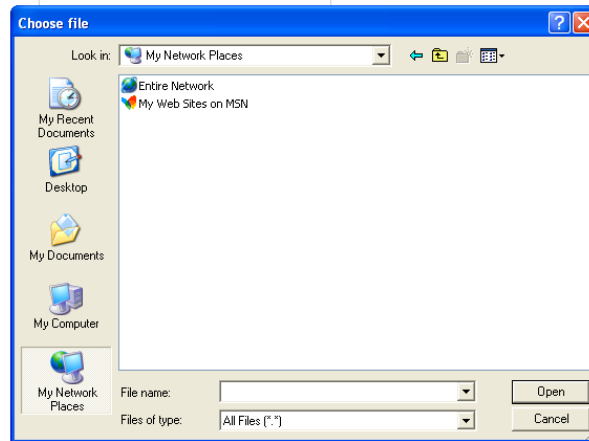 Choose file
Look in:
My Network Places
My Recent
Documents
Desktop
My Documents
My Computer
My Network
Places
Entire Network
My Web Sites on MSN
File name:
Open
Files of type:
All Files (*.*)
Cancel